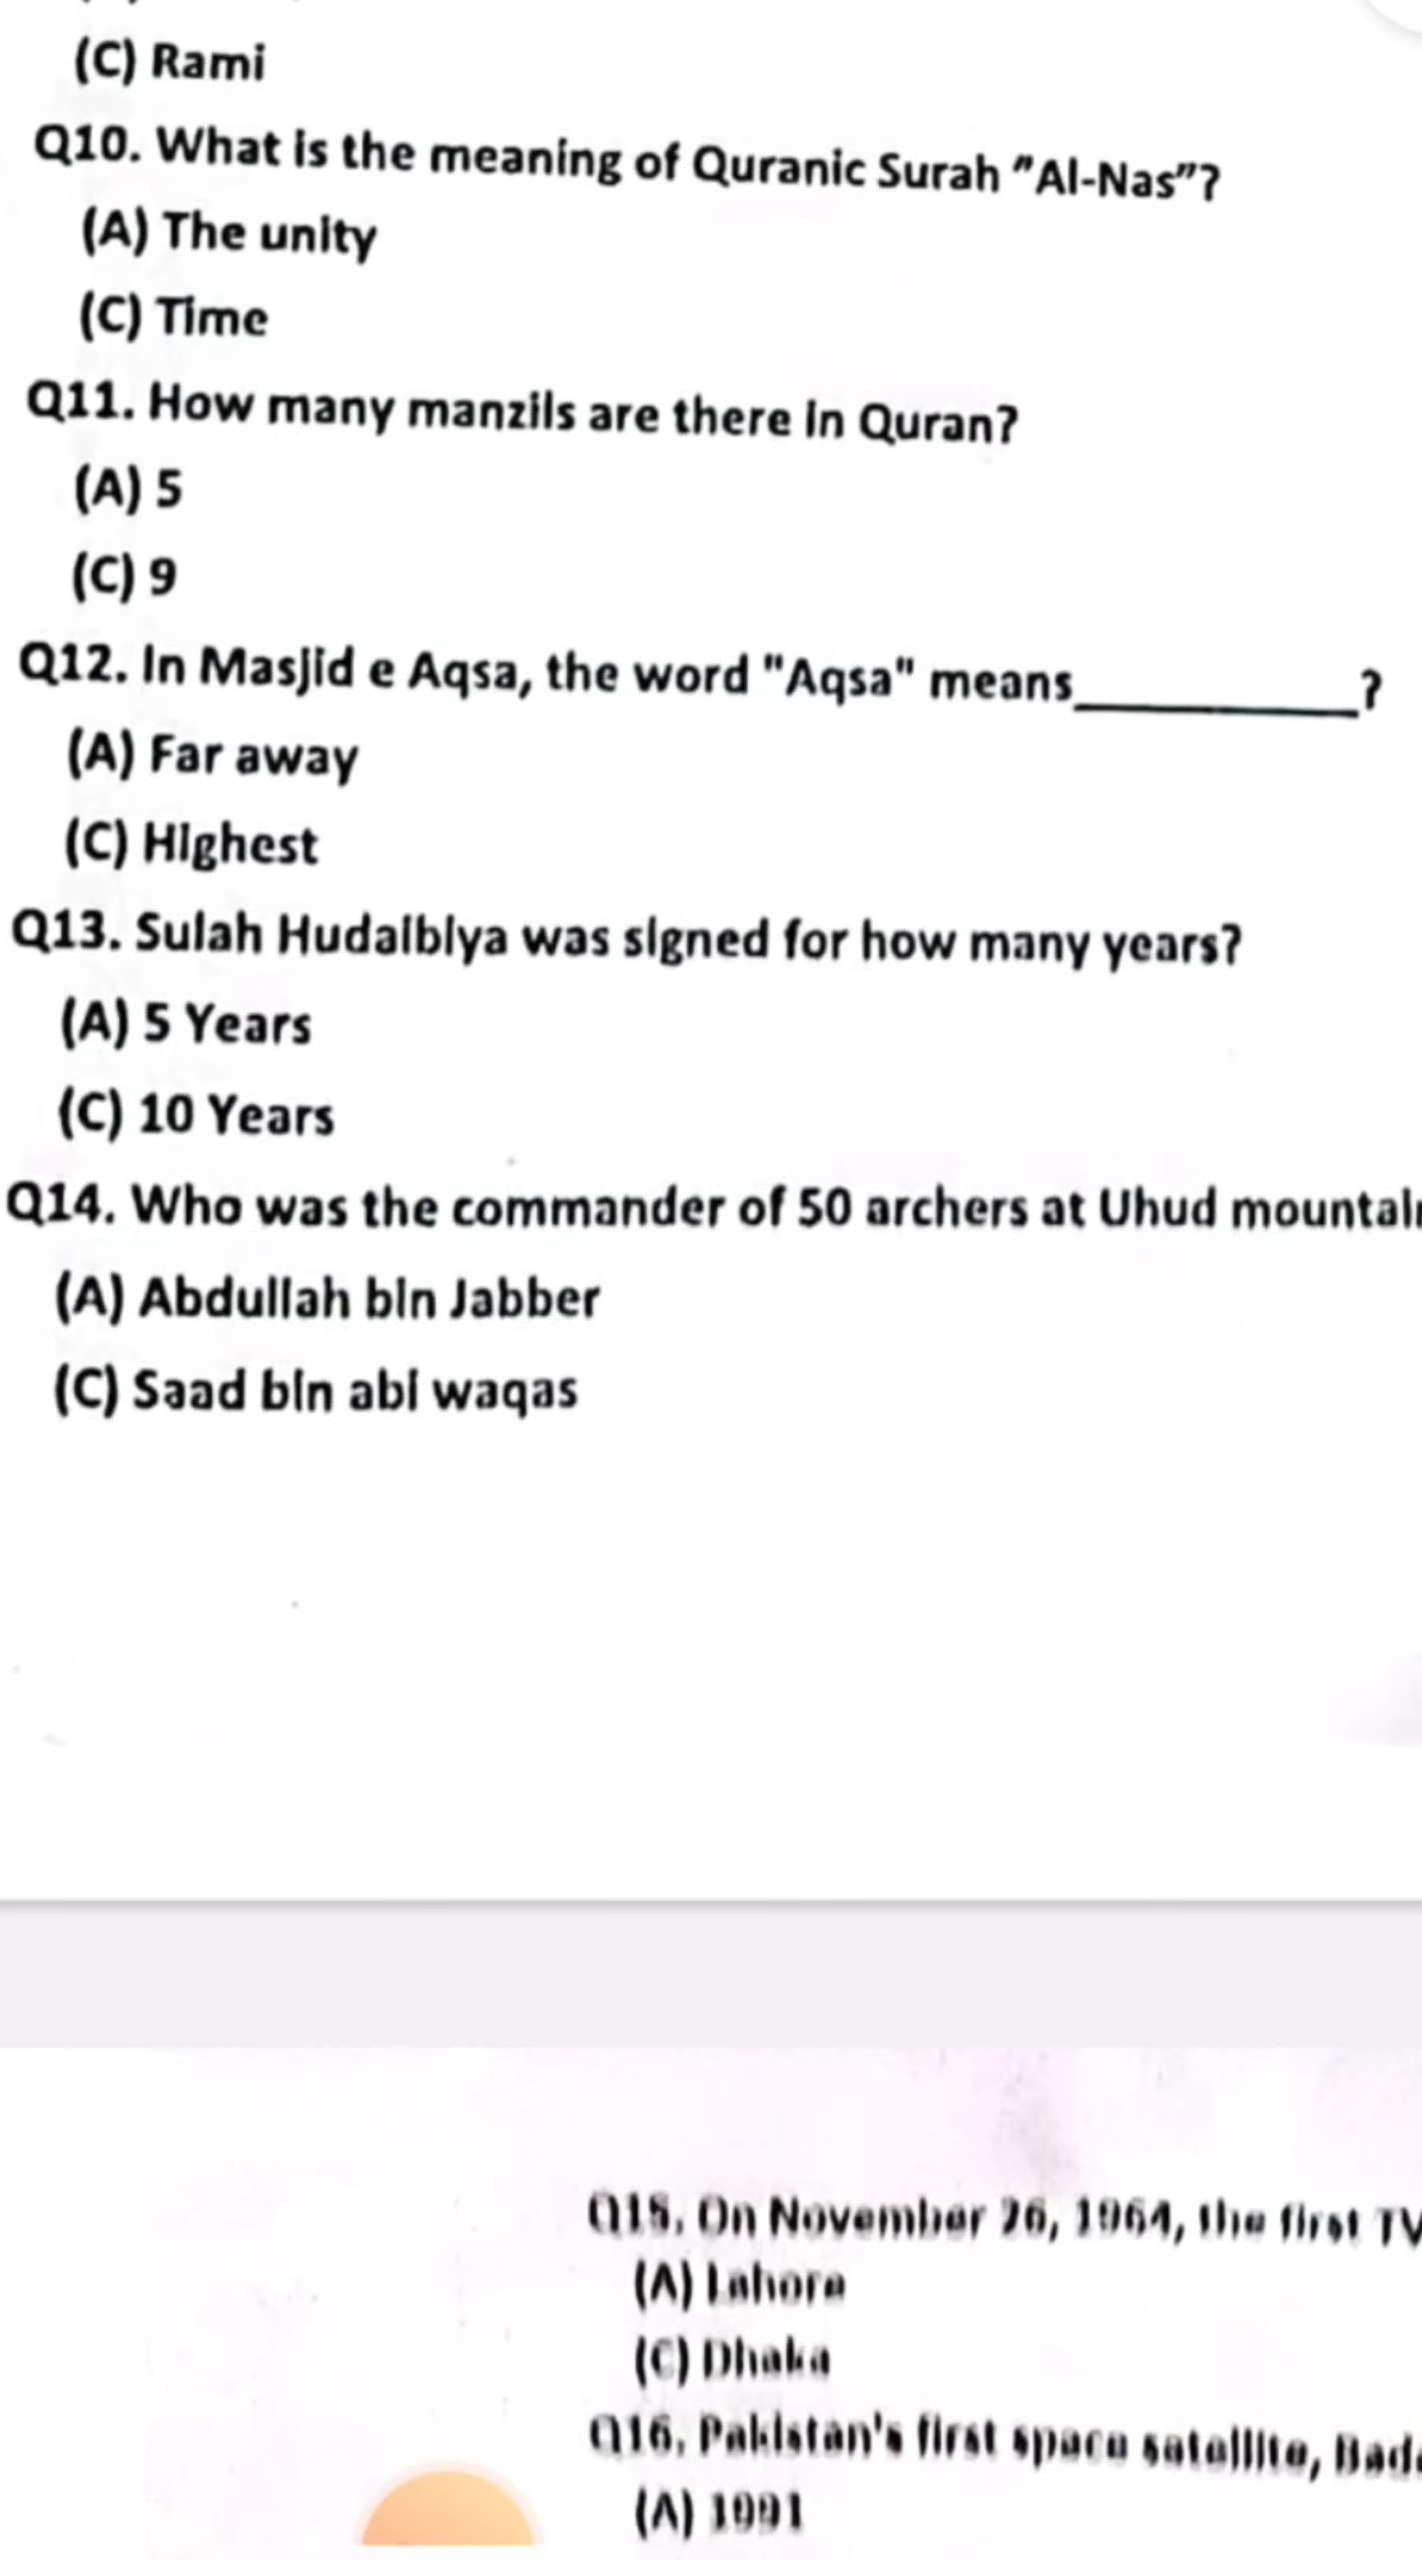 (C) Rami
Q10. What is the meaning of Quranic Surah "Al-Nas"?
(A) The unity
(C) Time
Q11. How many manzils are there in Quran?
(A) 5
(C) 9
Q12. In Masjid e Aqsa, the word "Aqsa" means__________?
(A) Far away
(C) Highest
Q13. Sulah Hudaibiya was signed for how many years?
(A) 5 Years
(C) 10 Years
Q14. Who was the commander of 50 archers at Uhud
(A) Abdullah bin Jabber
(C) Saad bin abi waqas
Q15. On November 26, 1964, the first TV
(A) Lahore
(C) Dhaka
Q16. Pakistan's first space satellite,
(A) 1991